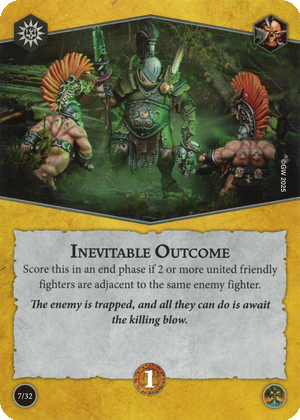 ©GW 2025
INEVITABLE OUTCOME
Score this in an end phase if 2 or more united friendly
fighters are adjacent to the same enemy fighter.
The enemy is trapped, and all they can do is await
the killing blow.
7/32
1